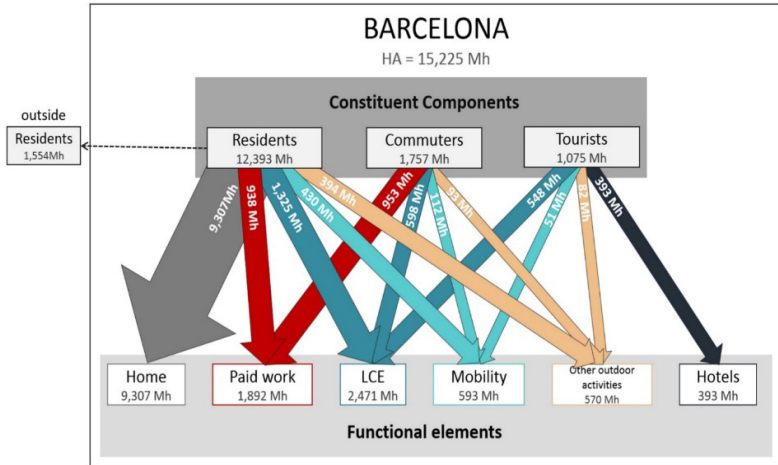 BARCELONA
HA = 15,225 Mh
Constituent Components
outside
Residents
1,554Mh
Residents
12,393 Mh
Commuters
1,757 Mh
Tourists
1,075 Mh
9,307Mh
938 Mh
1,325 Mh
430 Mh
394 Mh
953 Mh
598 Mh
112 Mh
93 Mh
548 Mh
51 Mh
82 Mh
393 Mh
Home
9,307 Mh
Paid work
1,892 Mh
LCE
2,471 Mh
Mobility
593 Mh
Other outdoor
activities
570 Mh
Hotels
393 Mh
Functional elements